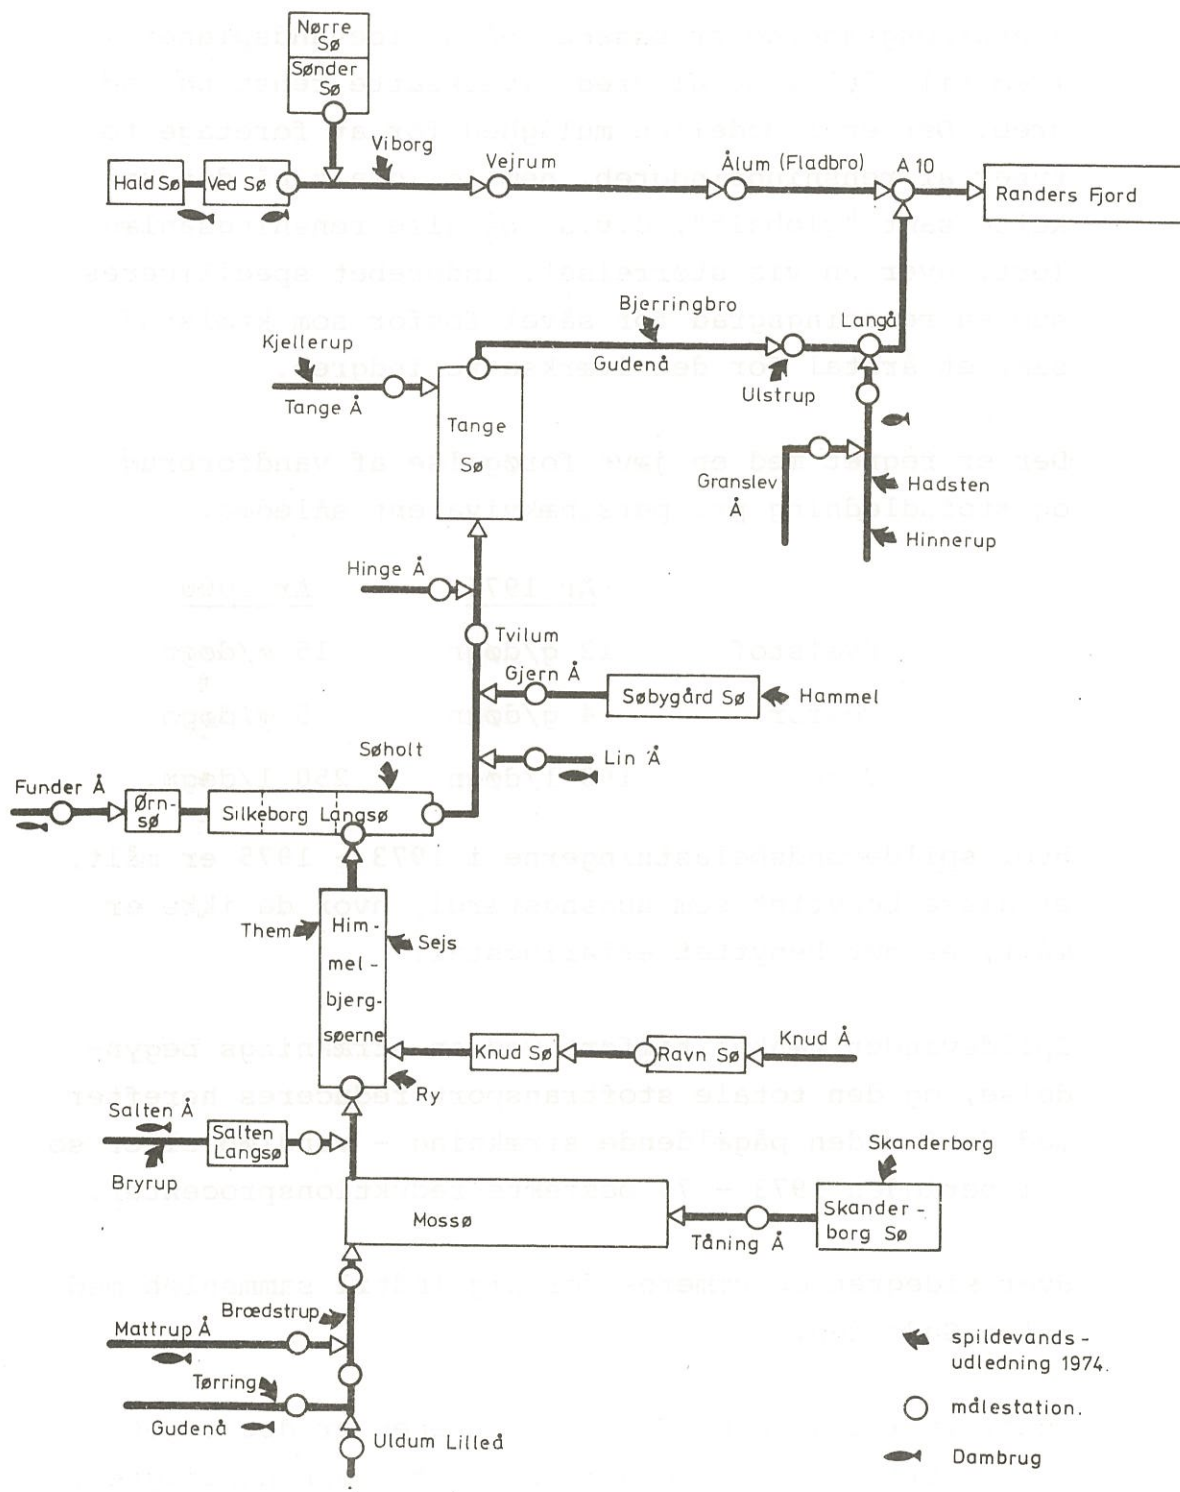 Nørre
Sø
Sønder
Sø
Viborg
Vejrum
Ålum (Fladbro)
A 10
Hald Sø
Ved Sø
Randers Fjord
Bjerringbro
Langå
Kjellerup
Gudenå
Tange Å
Ulstrup
Tange
Sø
Granslev
Å
Hadsten
Hinnerup
Hinge Å
Tvilum
Gjern Å
Søbygård Sø
Hammel
Søholt
Lin Å
Funder Å
Ørn-
sø
Silkeborg Langsø
Them
Him-
mel-
bjerg-
søerne
Sejs
Knud Å
Knud Sø
Ravn Sø
Ry
Salten Å
Salten
Langsø
Bryrup
Skanderborg
Mossø
Skander-
borg Sø
Tåning Å
Brædstrup
Mattrup Å
Tørring
Gudenå
Uldum Lilleå
spildevands-
udledning 1974.
målestation.
Dambrug